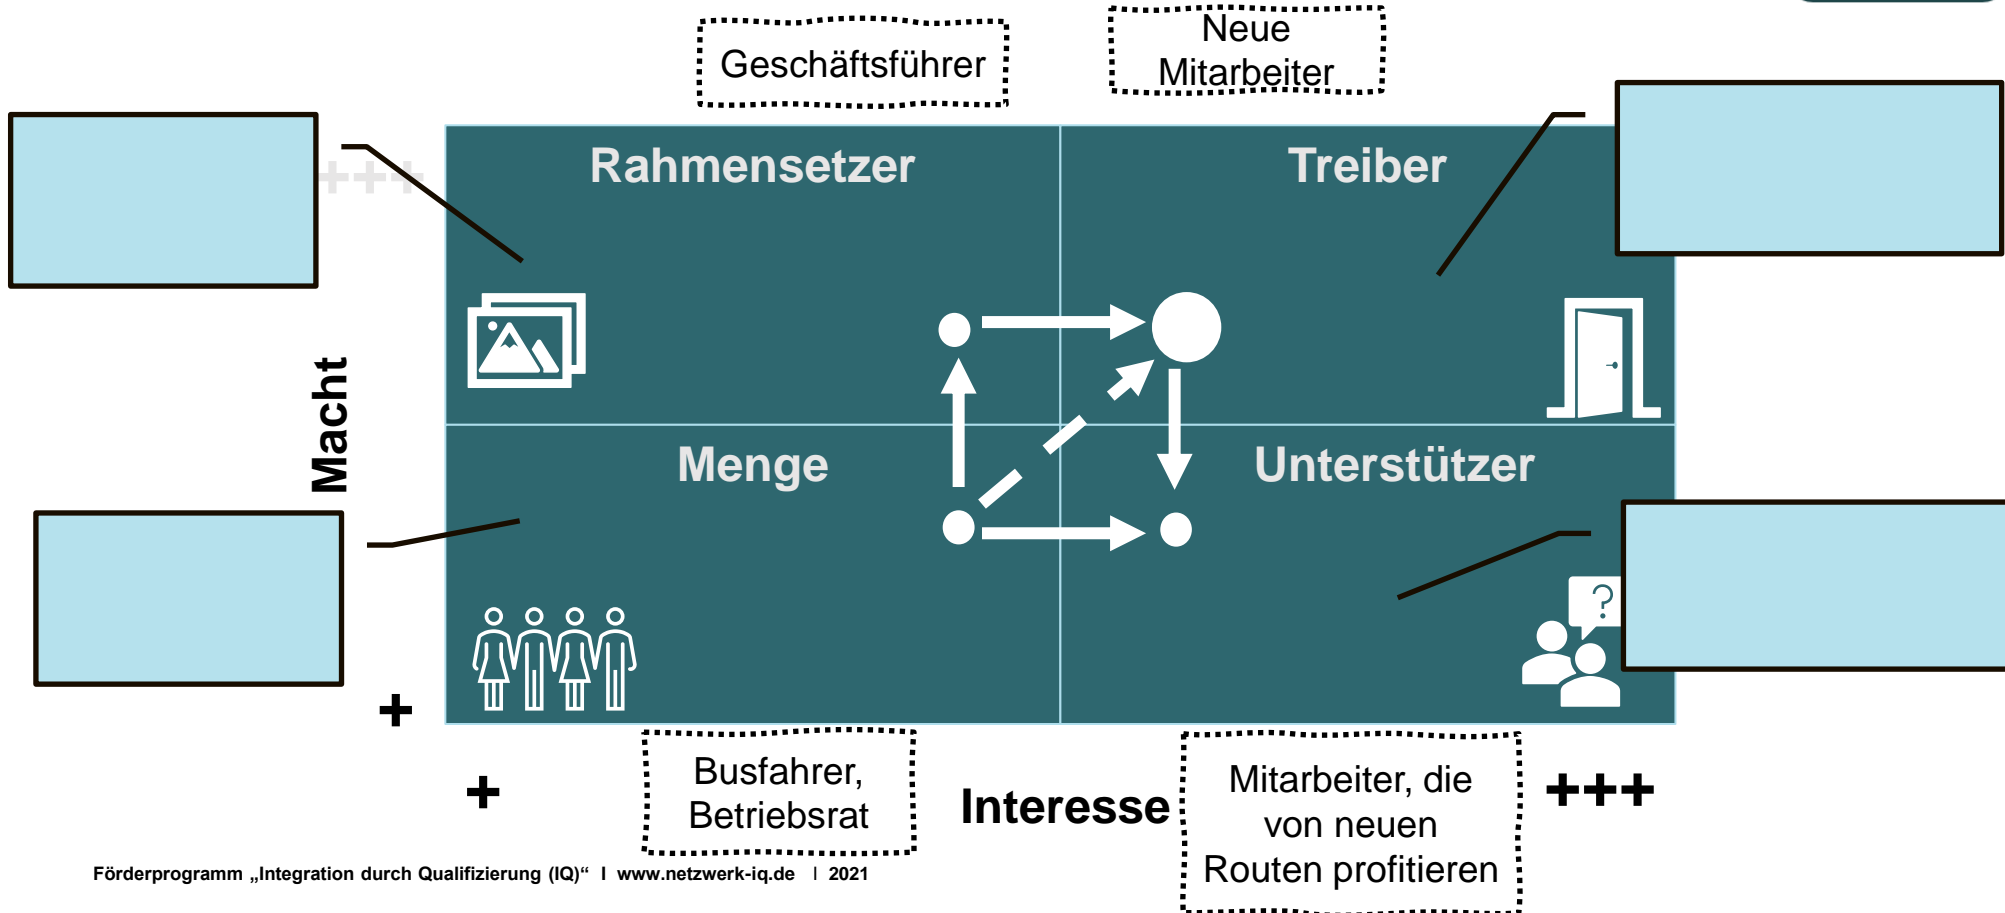 Geschäftsführer
Neue
Mitarbeiter
+++
Rahmensetzer
Treiber
Macht
Menge
Unterstützer
?
+
+
Busfahrer,
Betriebsrat
Interesse
Mitarbeiter, die
von neuen
Routen profitieren
+++
Förderprogramm „Integration durch Qualifizierung (IQ)“ I www.netzwerk-iq.de I 2021